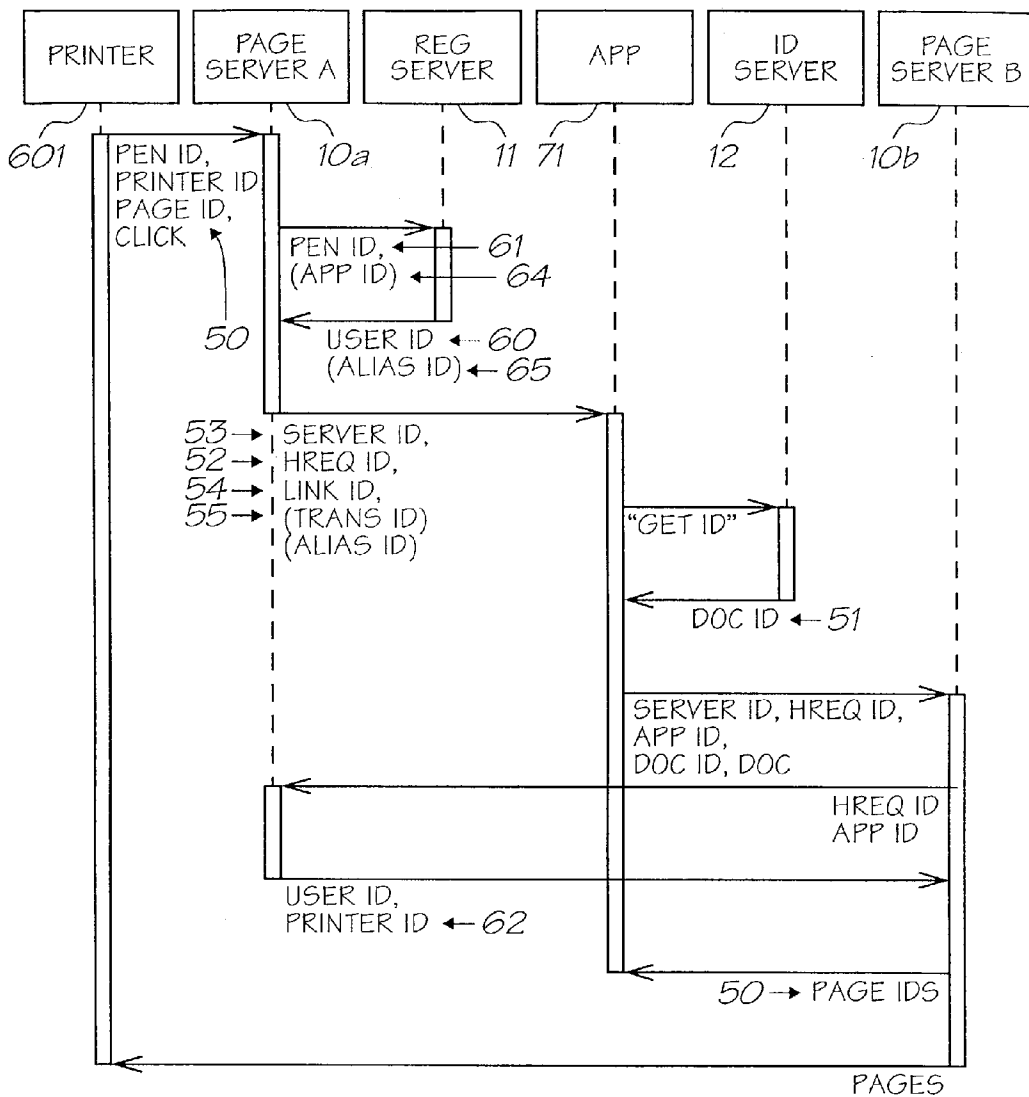 PRINTER
PAGE
SERVER A
REG
SERVER
APP
ID
SERVER
PAGE
SERVER B
601
10a
11
71
12
10b
PEN ID,
PRINTER ID
PAGE ID,
CLICK
50
PEN ID,
61
(APP ID)
64
USER ID
60
(ALIAS ID)
65
53
SERVER ID,
52
HREQ ID,
54
LINK ID,
55
(TRANS ID)
(ALIAS ID)
"GET ID"
DOC ID
51
SERVER ID, HREQ ID,
APP ID,
DOC ID, DOC
HREQ ID
APP ID
USER ID,
PRINTER ID
62
50
PAGE IDS
PAGES